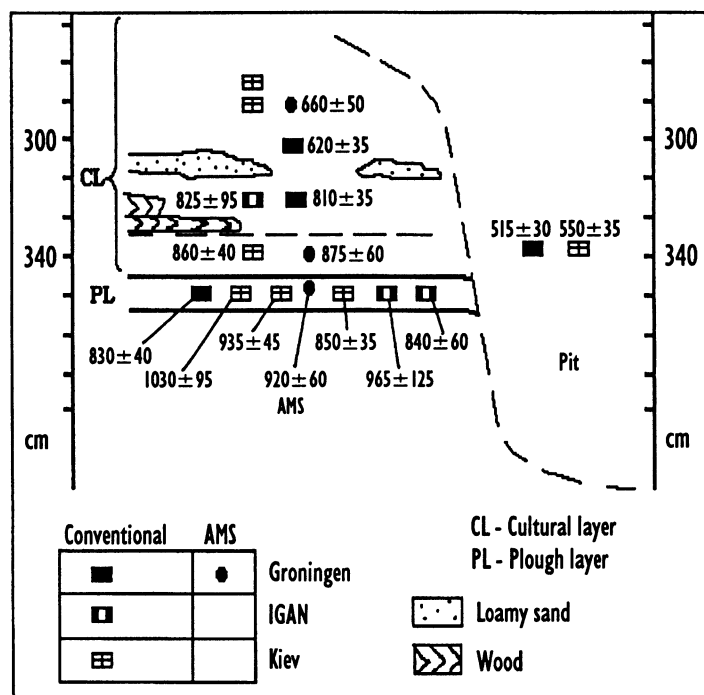 660±50
300
620±35
300
CL
825±95
810±35
515±30 550±35
860±40
875±60
340
340
PL
830±40
935±45
850±35
840±60
1030±95
920±60
965±125
AMS
Pit
cm
cm
Conventional AMS
CL - Cultural layer
PL - Plough layer
Groningen
IGAN
Loamy sand
Kiev
Wood